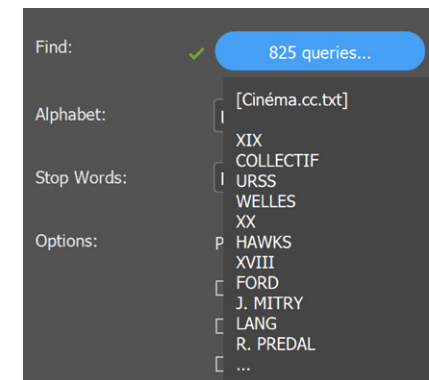 Find:
825 queries...
[Cinéma.cc.txt]
Alphabet:
XIX
COLLECTIF
Stop Words:
URSS
WELLES
XX
Options:
HAWKS
XVIII
FORD
J. MITRY
LANG
R. PREDAL
...